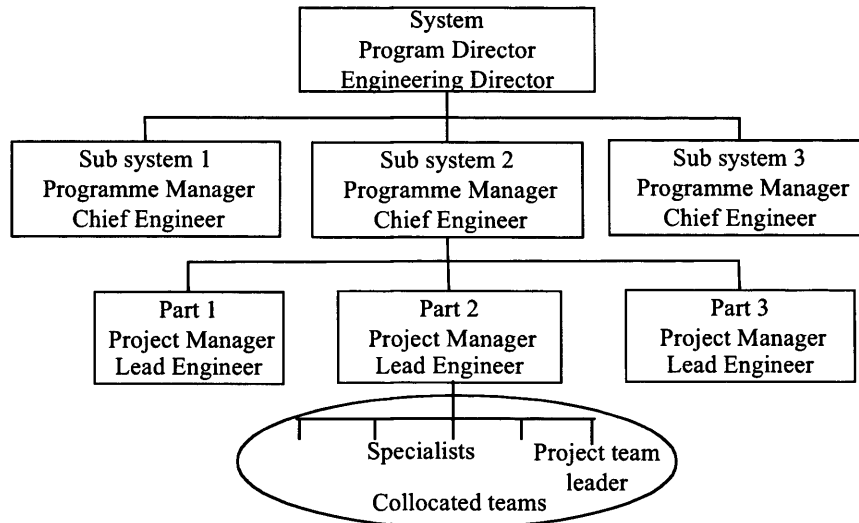 System
Program Director
Engineering Director
Sub system 1
Programme Manager
Chief Engineer
Sub system 2
Programme Manager
Chief Engineer
Sub system 3
Programme Manager
Chief Engineer
Part 1
Project Manager
Lead Engineer
Part 2
Project Manager
Lead Engineer
Part 3
Project Manager
Lead Engineer
Specialists
Project team
leader
Collocated teams